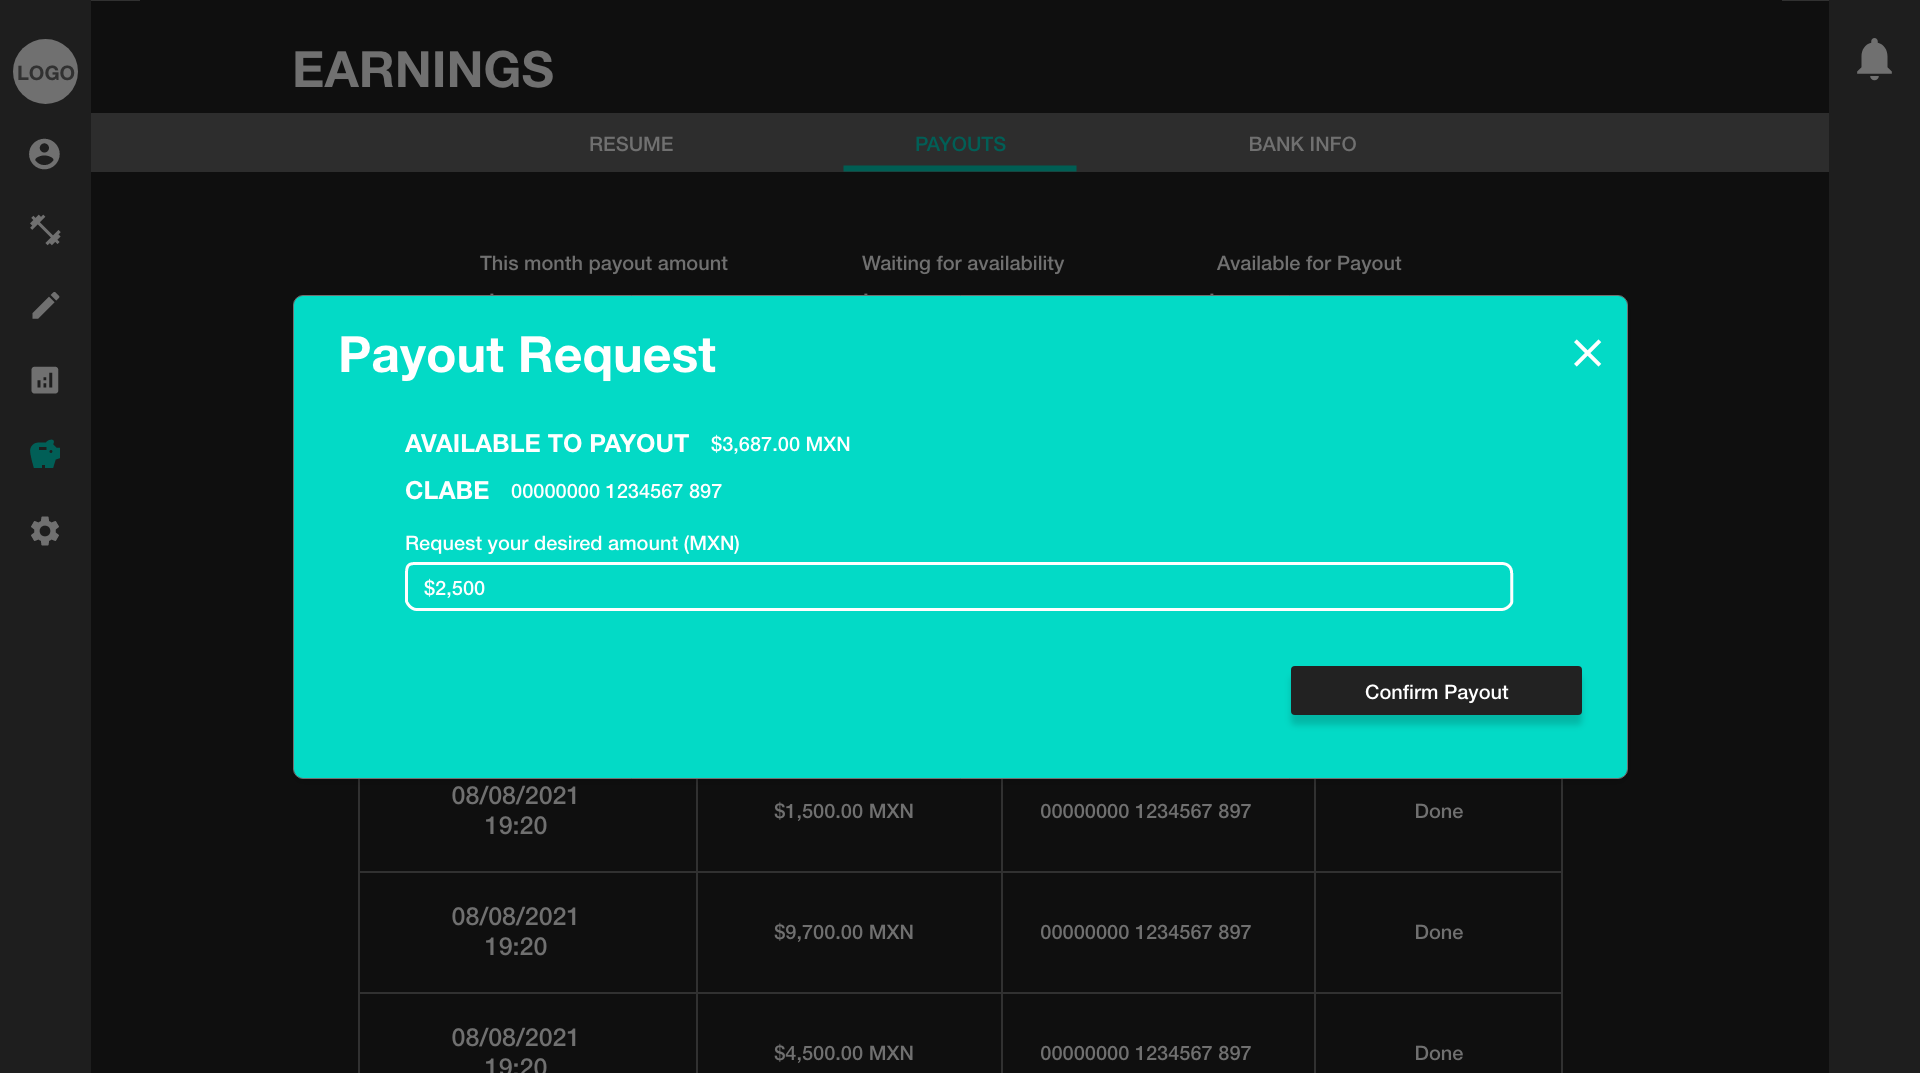 LOGO
EARNINGS
RESUME PAYOUTS BANK INFO
This month payout amount Waiting for availability Available for Payout
Payout Request
AVAILABLE TO PAYOUT $3,687.00 MXN
CLABE 00000000 1234567 897
Request your desired amount (MXN)
$2,500
Confirm Payout
08/08/2021
19:20
$1,500.00 MXN 00000000 1234567 897 Done
08/08/2021
19:20
$9,700.00 MXN 00000000 1234567 897 Done
08/08/2021
19:20
$4,500.00 MXN 00000000 1234567 897 Done